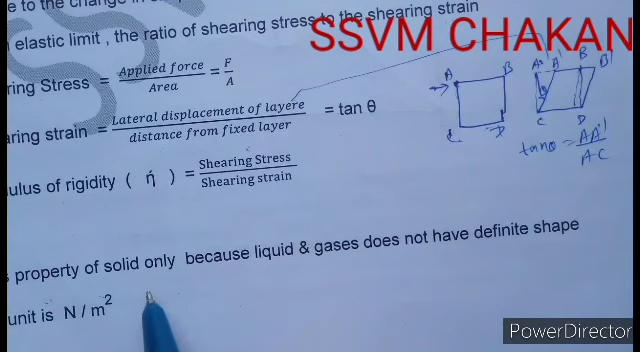 e to the change in
elastic limit , the ratio of shearing stress to the shearing strain
SSVM CHAKAN
ring Stress = Applied force / Area = F / A
aring strain = Lateral displacement of layere / distance from fixed layer = tan θ
ulus of rigidity ( ή ) = Shearing Stress / Shearing strain
A B
C D
A A' B B'
C D
tanθ = AA' / AC
s property of solid only because liquid & gases does not have definite shape
unit is N / m²
PowerDirector